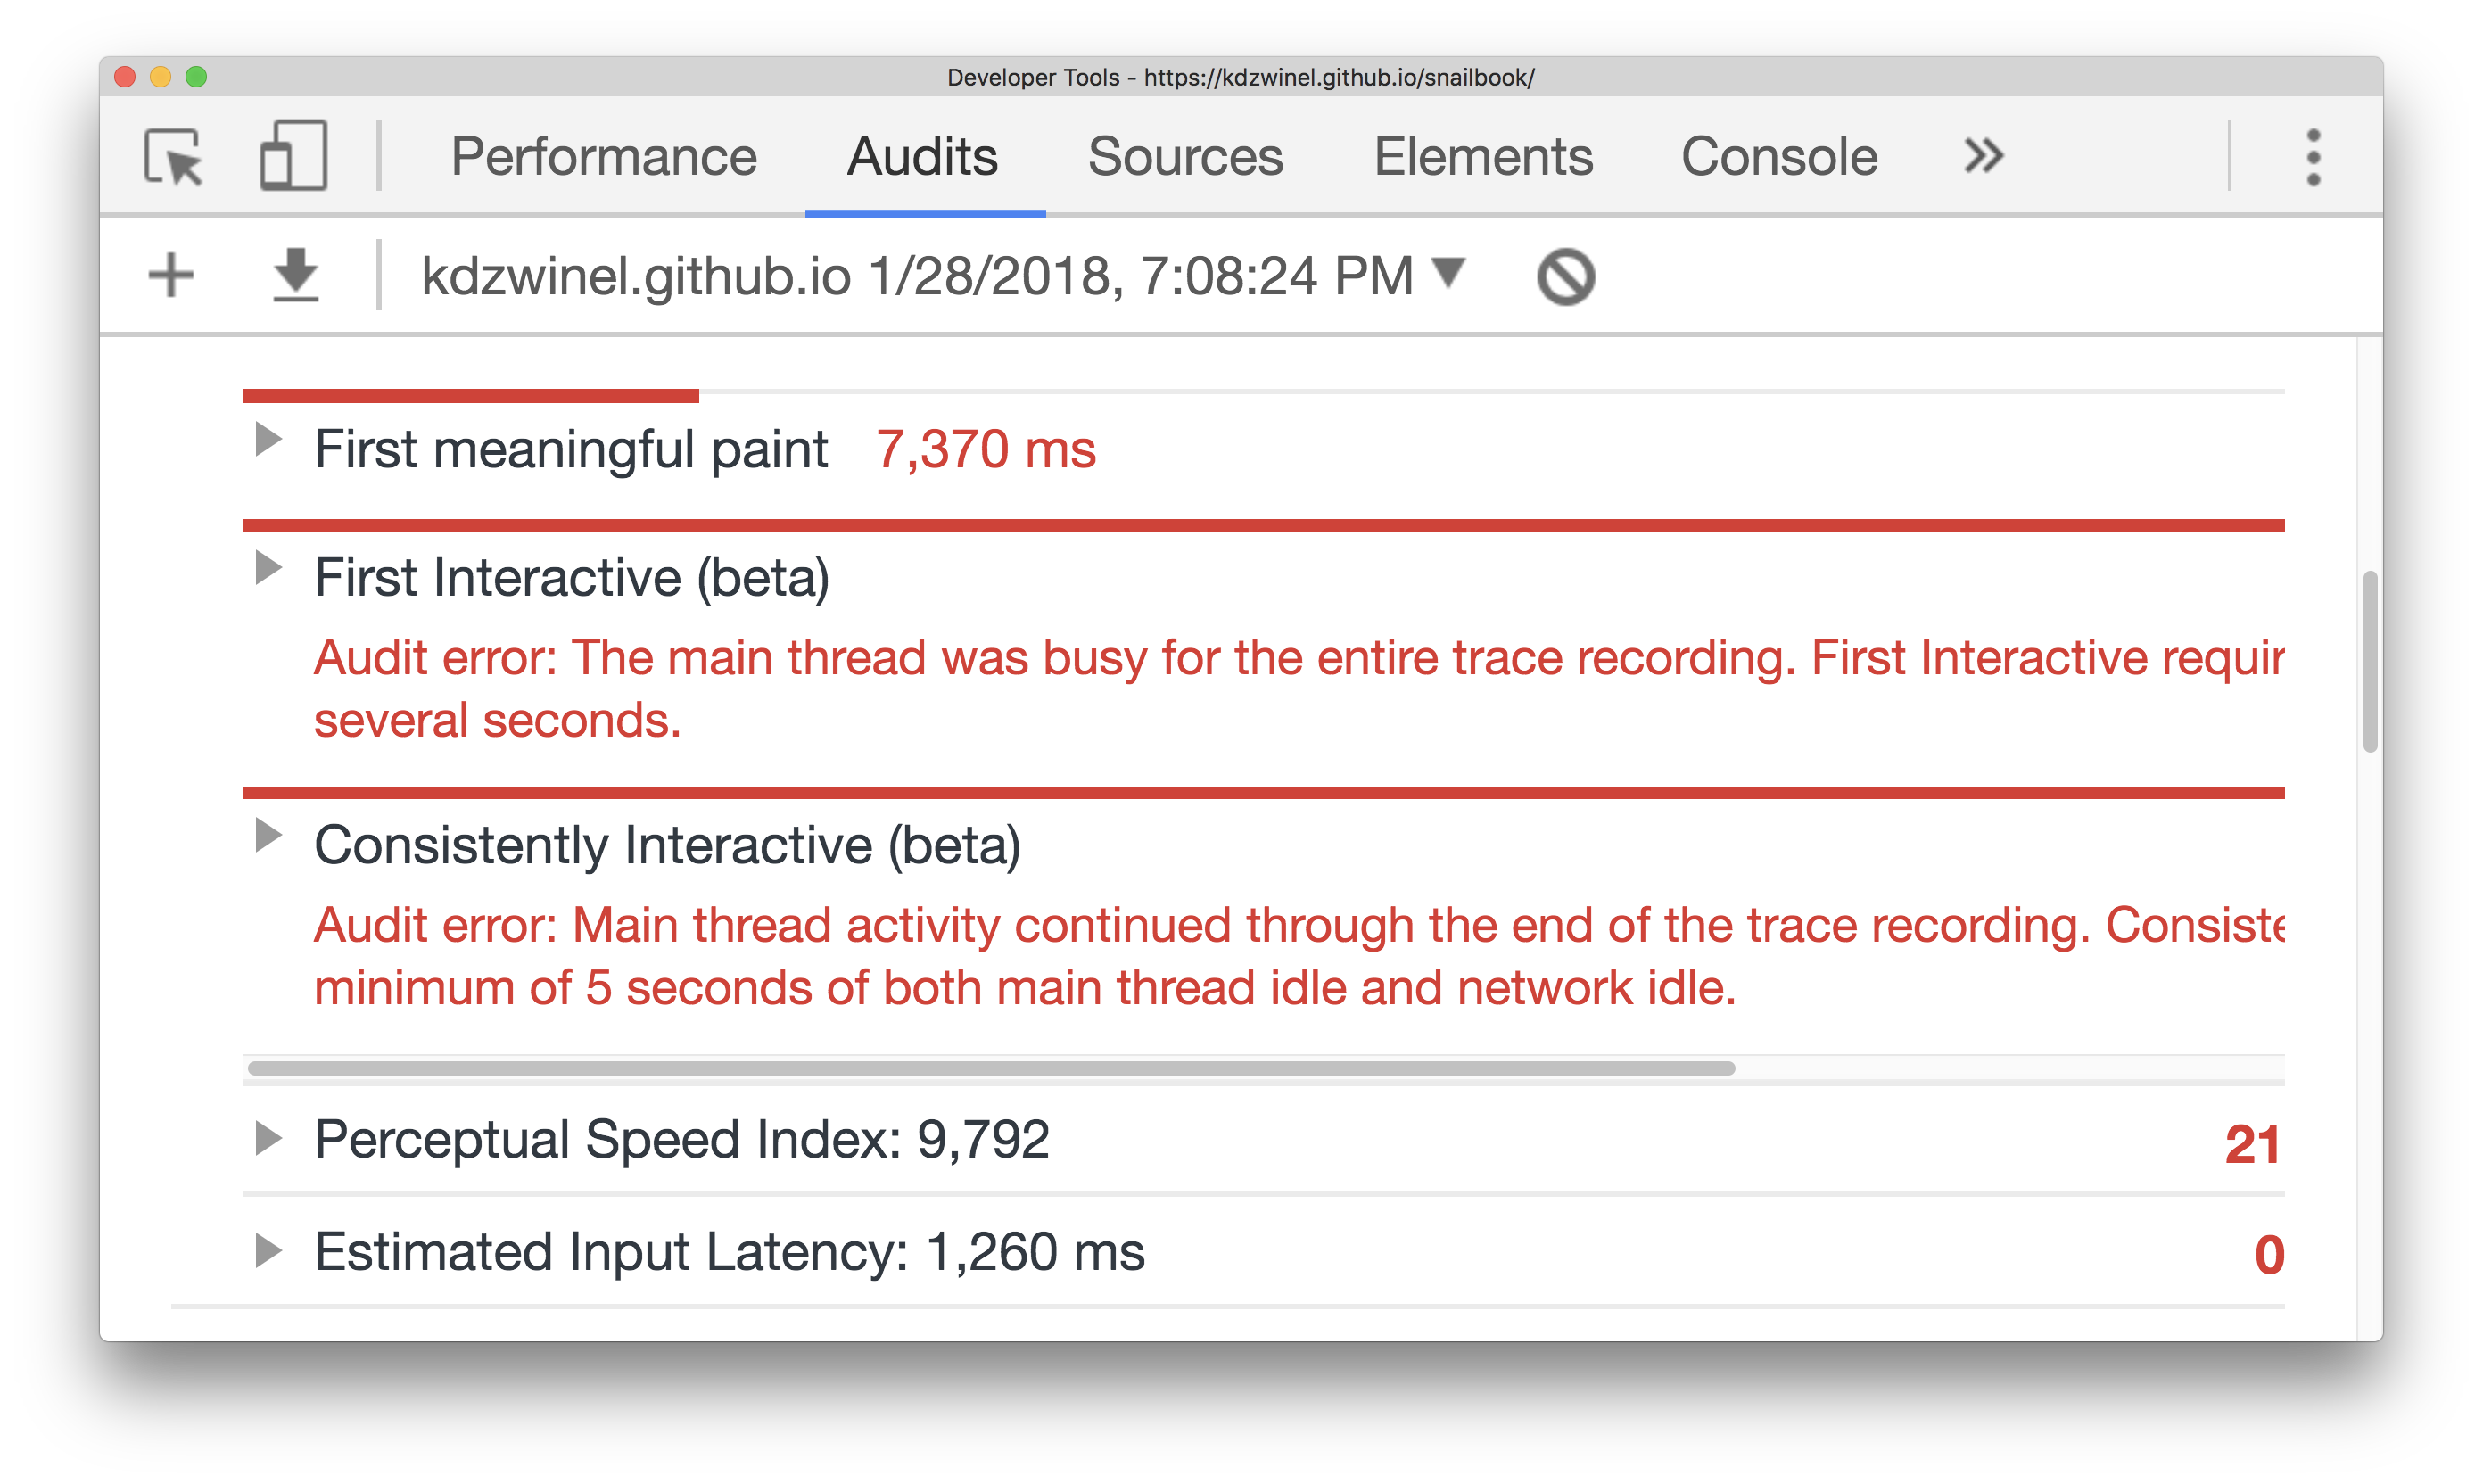 Developer Tools - https://kdzwinel.github.io/snailbook/
Performance Audits Sources Elements Console
kdzwinel.github.io 1/28/2018, 7:08:24 PM
First meaningful paint 7,370 ms
First Interactive (beta)
Audit error: The main thread was busy for the entire trace recording. First Interactive requir
several seconds.
Consistently Interactive (beta)
Audit error: Main thread activity continued through the end of the trace recording. Consiste
minimum of 5 seconds of both main thread idle and network idle.
Perceptual Speed Index: 9,792 21
Estimated Input Latency: 1,260 ms 0